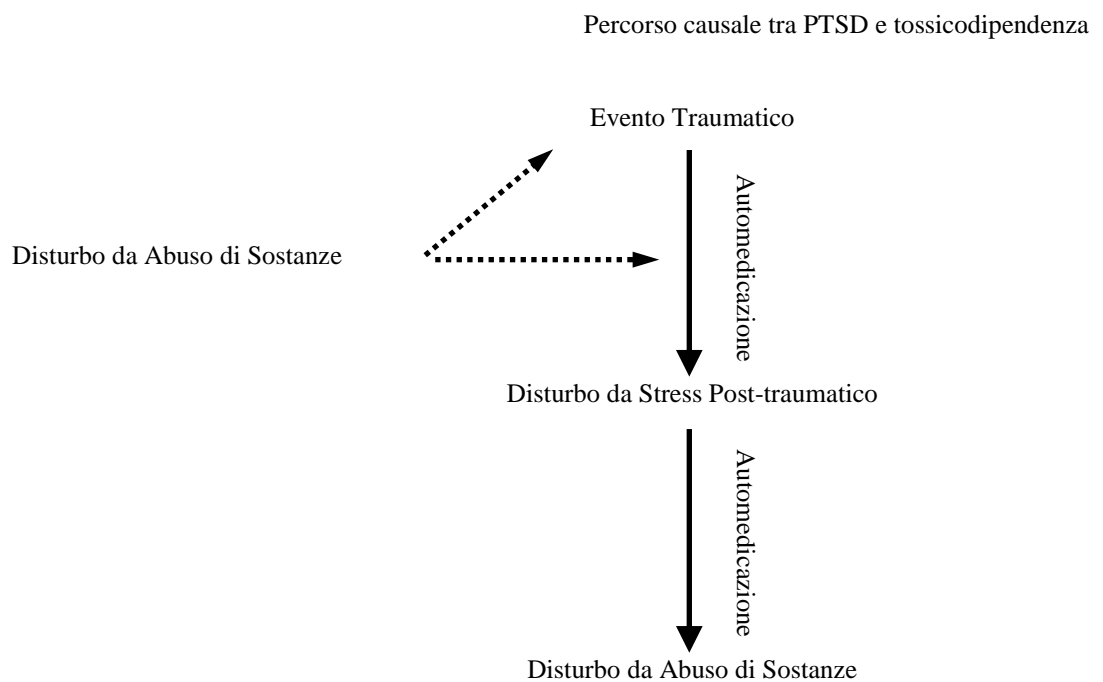 Percorso causale tra PTSD e tossicodipendenza
Evento Traumatico
Automedicazione
Disturbo da Abuso di Sostanze
Disturbo da Stress Post-traumatico
Automedicazione
Disturbo da Abuso di Sostanze